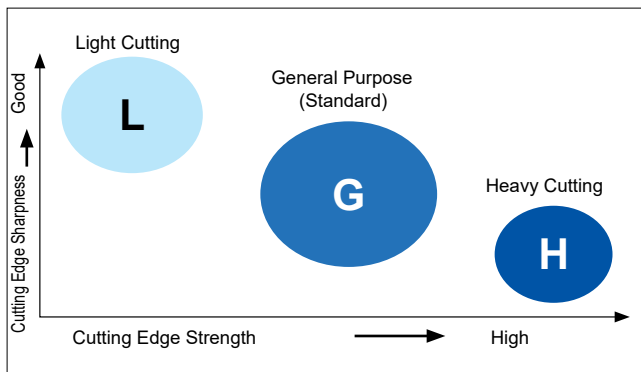 Light Cutting
L
General Purpose
(Standard)
G
Heavy Cutting
H
Cutting Edge Sharpness
Good
Cutting Edge Strength
High